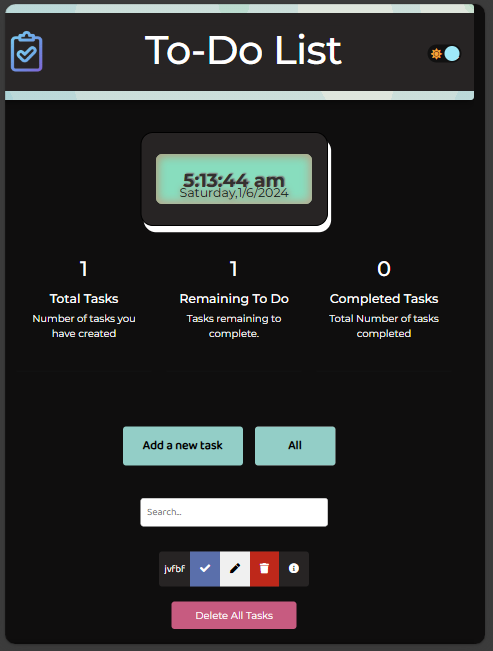 To-Do List
5:13:44 am
Saturday,1/6/2024
1
1
0
Total Tasks
Remaining To Do
Completed Tasks
Number of tasks you
have created
Tasks remaining to
complete.
Total Number of tasks
completed
Add a new task
All
Search...
jvfbf
Delete All Tasks